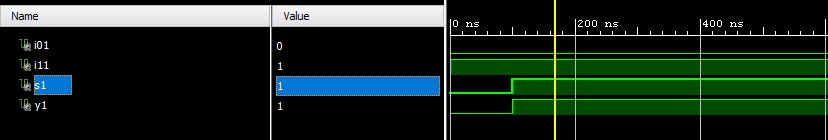 Name Value 0 ns 200 ns 400 ns
i01 0
i11 1
s1 1
y1 1